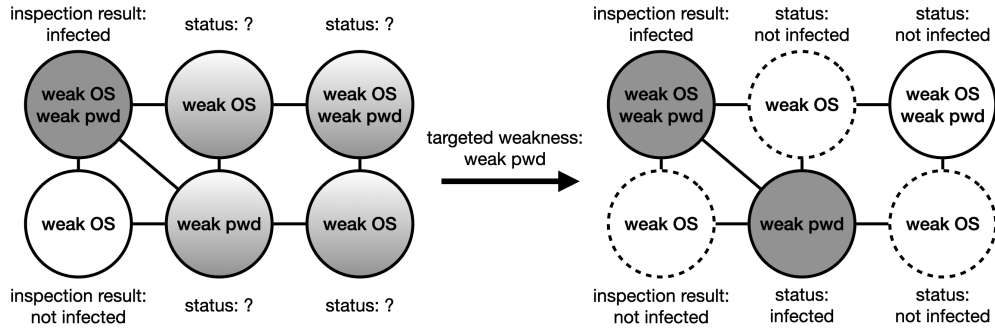 inspection result:
infected
status: ?
status: ?
weak OS
weak pwd
weak OS
weak OS
weak pwd
weak OS
weak pwd
weak OS
inspection result:
not infected
status: ?
status: ?
targeted weakness:
weak pwd
inspection result:
infected
status:
not infected
status:
not infected
weak OS
weak pwd
weak OS
weak OS
weak pwd
weak OS
weak pwd
weak OS
inspection result:
not infected
status:
infected
status:
not infected